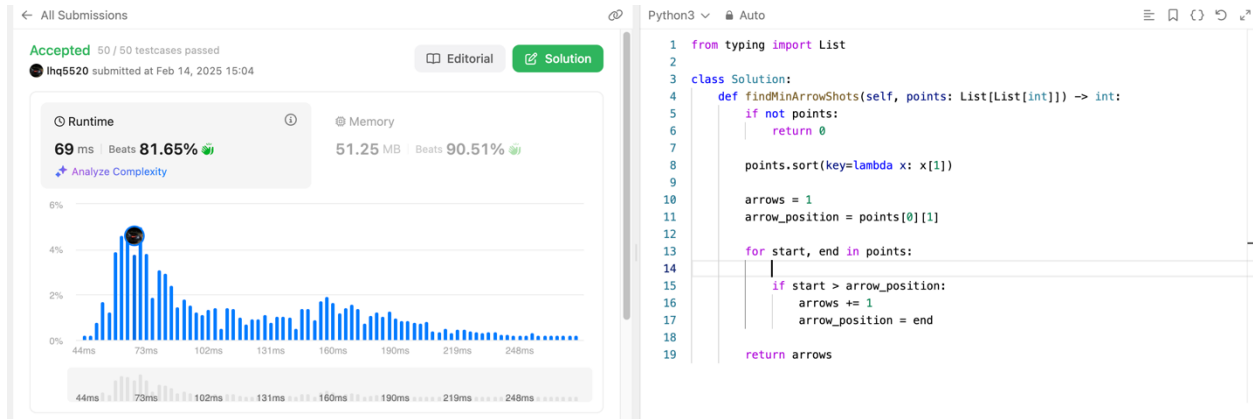 ← All Submissions
Accepted 50 / 50 testcases passed
lhq5520 submitted at Feb 14, 2025 15:04
Editorial
Solution
Runtime
69 ms | Beats 81.65%
Analyze Complexity
Memory
51.25 MB | Beats 90.51%
6%
4%
2%
0%
44ms 73ms 102ms 131ms 160ms 190ms 219ms 248ms
44ms 73ms 102ms 131ms 160ms 190ms 219ms 248ms
Python3 Auto
1 from typing import List
2
3 class Solution:
4     def findMinArrowShots(self, points: List[List[int]]) -> int:
5         if not points:
6             return 0
7
8         points.sort(key=lambda x: x[1])
9
10         arrows = 1
11         arrow_position = points[0][1]
12
13         for start, end in points:
14
15             if start > arrow_position:
16                 arrows += 1
17                 arrow_position = end
18
19         return arrows